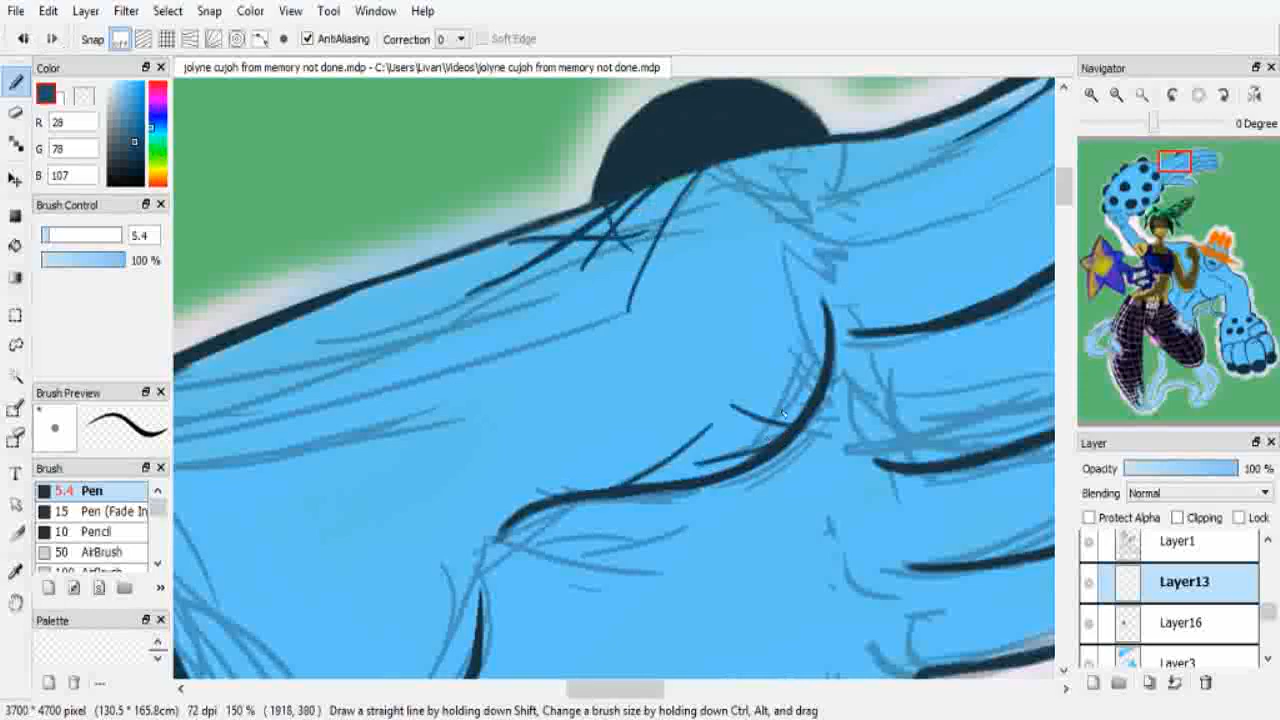 File Edit Layer Filter Select Snap Color View Tool Window Help
Snap off AntiAliasing Correction 0 Soft Edge
Color
jolyne cujoh from memory not done.mdp - C:\Users\Livan\Videos\jolyne cujoh from memory not done.mdp
Navigator
R 28
G 78
B 107
0 Degree
Brush Control
5.4
100 %
Brush Preview
Brush
5.4 Pen
15 Pen (Fade In
10 Pencil
50 AirBrush
100 AirBrush
Palette
Layer
Opacity 100 %
Blending Normal
Protect Alpha Clipping Lock
Layer1
Layer13
Layer16
Layer3
3700 * 4700 pixel (130.5 * 165.8cm) 72 dpi 150 % ( 1918, 380 ) Draw a straight line by holding down Shift, Change a brush size by holding down Ctrl, Alt, and drag